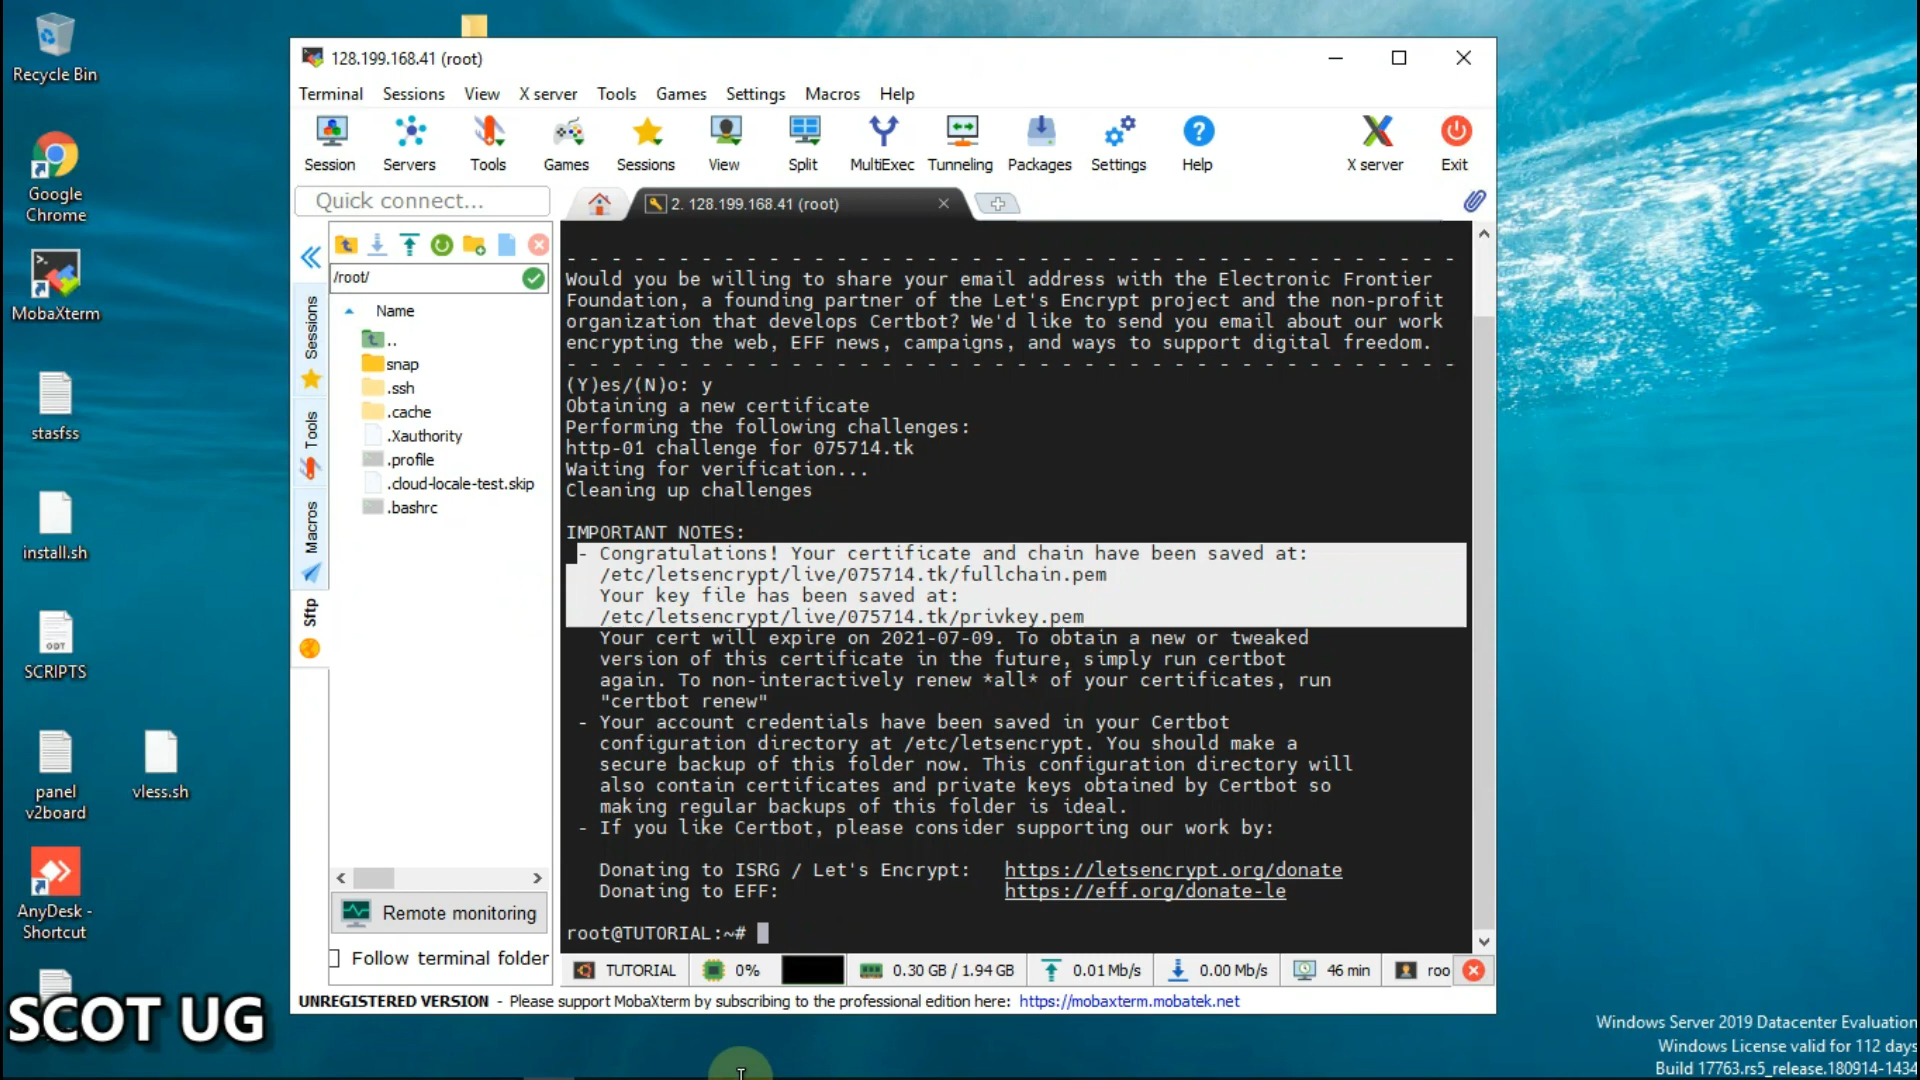 Recycle Bin
Google
Chrome
MobaXterm
stasfss
install.sh
ODT
SCRIPTS
panel
v2board
vless.sh
AnyDesk -
Shortcut
SCOT UG
128.199.168.41 (root)
Terminal Sessions View X server Tools Games Settings Macros Help
Session Servers Tools Games Sessions View Split MultiExec Tunneling Packages Settings Help X server Exit
Quick connect...
2. 128.199.168.41 (root)
/root/
Name
..
snap
.ssh
.cache
.Xauthority
.profile
.cloud-locale-test.skip
.bashrc
Sessions
Tools
Macros
Sftp
Remote monitoring
Follow terminal folder
- - - - - - - - - - - - - - - - - - - - - - - - - - - - - - - - - - - - - - - -
Would you be willing to share your email address with the Electronic Frontier
Foundation, a founding partner of the Let's Encrypt project and the non-profit
organization that develops Certbot? We'd like to send you email about our work
encrypting the web, EFF news, campaigns, and ways to support digital freedom.
- - - - - - - - - - - - - - - - - - - - - - - - - - - - - - - - - - - - - - - -
(Y)es/(N)o: y
Obtaining a new certificate
Performing the following challenges:
http-01 challenge for 075714.tk
Waiting for verification...
Cleaning up challenges
IMPORTANT NOTES:
- Congratulations! Your certificate and chain have been saved at:
/etc/letsencrypt/live/075714.tk/fullchain.pem
Your key file has been saved at:
/etc/letsencrypt/live/075714.tk/privkey.pem
Your cert will expire on 2021-07-09. To obtain a new or tweaked
version of this certificate in the future, simply run certbot
again. To non-interactively renew *all* of your certificates, run
"certbot renew"
- Your account credentials have been saved in your Certbot
configuration directory at /etc/letsencrypt. You should make a
secure backup of this folder now. This configuration directory will
also contain certificates and private keys obtained by Certbot so
making regular backups of this folder is ideal.
- If you like Certbot, please consider supporting our work by:
Donating to ISRG / Let's Encrypt: https://letsencrypt.org/donate
Donating to EFF: https://eff.org/donate-le
root@TUTORIAL:~#
TUTORIAL 0% 0.30 GB / 1.94 GB 0.01 Mb/s 0.00 Mb/s 46 min roo
UNREGISTERED VERSION - Please support MobaXterm by subscribing to the professional edition here: https://mobaxterm.mobatek.net
Windows Server 2019 Datacenter Evaluation
Windows License valid for 112 days
Build 17763.rs5_release.180914-1434